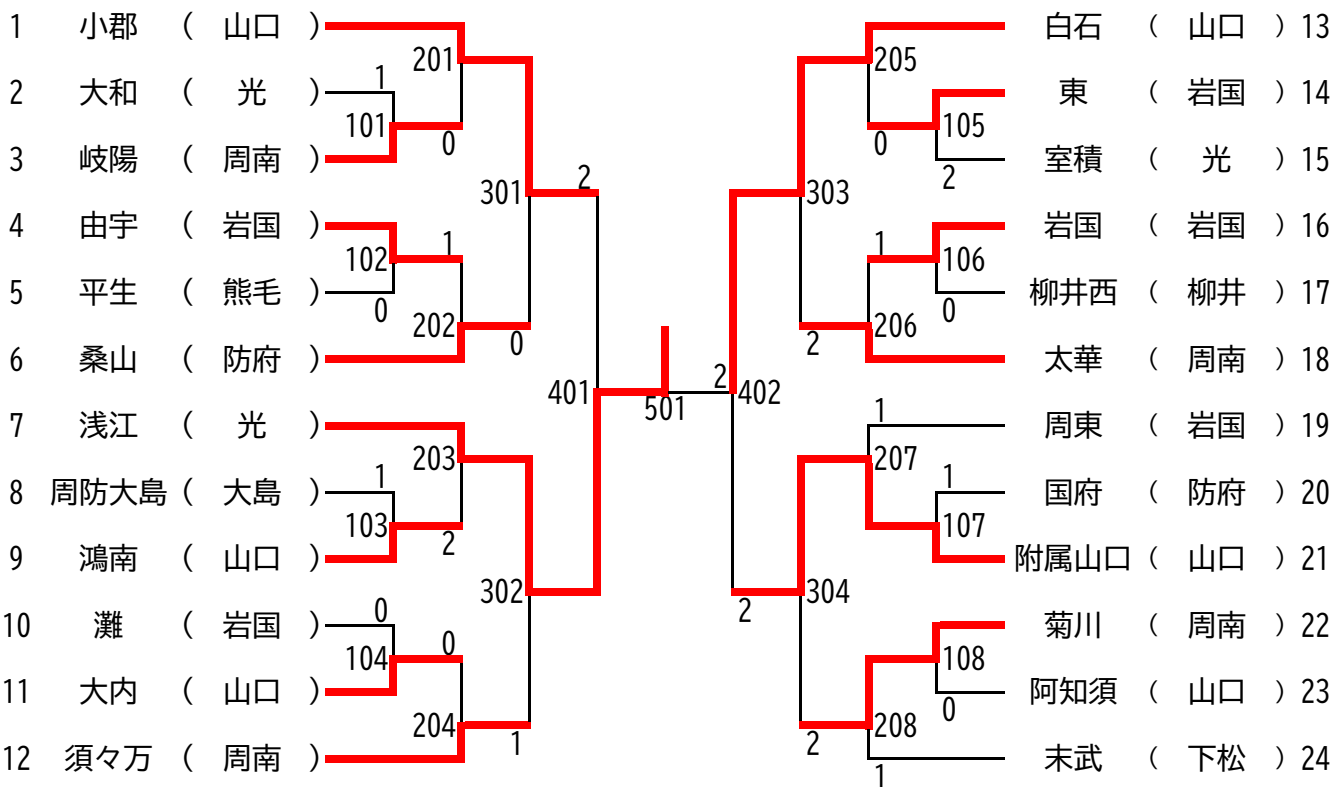 1 小郡 ( 山口 )
2 大和 ( 光 )
3 岐陽 ( 周南 )
4 由宇 ( 岩国 )
5 平生 ( 熊毛 )
6 桑山 ( 防府 )
7 浅江 ( 光 )
8 周防大島 ( 大島 )
9 鴻南 ( 山口 )
10 灘 ( 岩国 )
11 大内 ( 山口 )
12 須々万 ( 周南 )
201
1
101
0
301
2
102
1
0
202
0
401
203
1
103
2
302
0
104
0
204
1
501
205
105
0
2
303
1
106
0
206
2
2
402
1
207
1
107
304
2
108
0
208
2
1
白石 ( 山口 ) 13
東 ( 岩国 ) 14
室積 ( 光 ) 15
岩国 ( 岩国 ) 16
柳井西 ( 柳井 ) 17
太華 ( 周南 ) 18
周東 ( 岩国 ) 19
国府 ( 防府 ) 20
附属山口 ( 山口 ) 21
菊川 ( 周南 ) 22
阿知須 ( 山口 ) 23
末武 ( 下松 ) 24